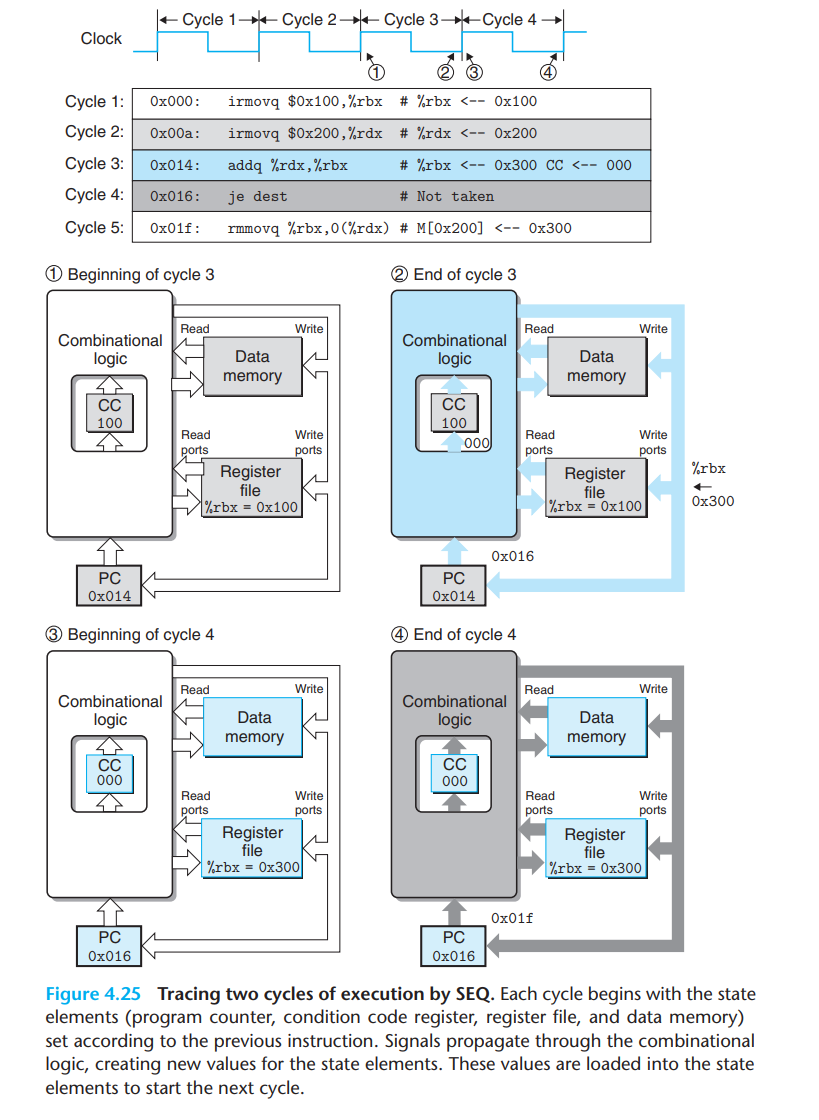 Cycle 1 Cycle 2 Cycle 3 Cycle 4
Clock
① ② ③ ④
Cycle 1: 0x000: irmovq $0x100,%rbx # %rbx <-- 0x100
Cycle 2: 0x00a: irmovq $0x200,%rdx # %rdx <-- 0x200
Cycle 3: 0x014: addq %rdx,%rbx # %rbx <-- 0x300 CC <-- 000
Cycle 4: 0x016: je dest # Not taken
Cycle 5: 0x01f: rmmovq %rbx,0(%rdx) # M[0x200] <-- 0x300
① Beginning of cycle 3
Combinational
logic
Read
Write
Data
memory
CC
100
Read
ports
Write
ports
Register
file
%rbx = 0x100
PC
0x014
② End of cycle 3
Combinational
logic
Read
Write
Data
memory
CC
100
000
Read
ports
Write
ports
Register
file
%rbx = 0x100
%rbx
←
0x300
0x016
PC
0x014
③ Beginning of cycle 4
Combinational
logic
Read
Write
Data
memory
CC
000
Read
ports
Write
ports
Register
file
%rbx = 0x300
PC
0x016
④ End of cycle 4
Combinational
logic
Read
Write
Data
memory
CC
000
Read
ports
Write
ports
Register
file
%rbx = 0x300
0x01f
PC
0x016
Figure 4.25 Tracing two cycles of execution by SEQ. Each cycle begins with the state
elements (program counter, condition code register, register file, and data memory)
set according to the previous instruction. Signals propagate through the combinational
logic, creating new values for the state elements. These values are loaded into the state
elements to start the next cycle.